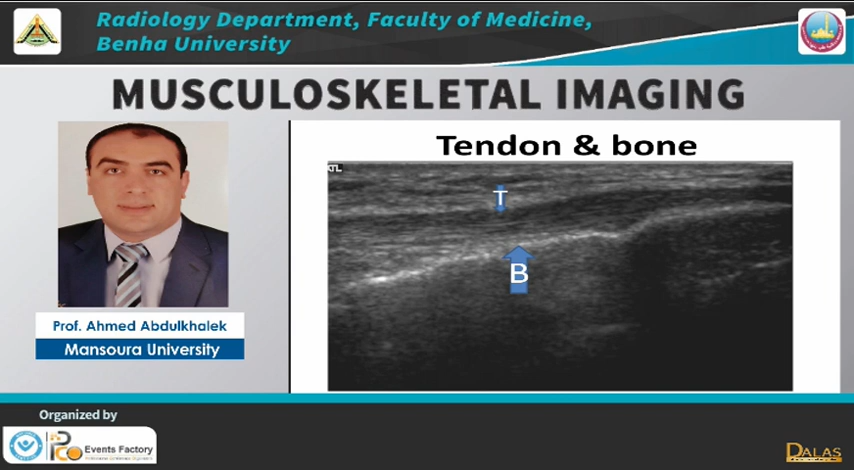 Radiology Department, Faculty of Medicine,
Benha University
MUSCULOSKELETAL IMAGING
Tendon & bone
T
B
Prof. Ahmed Abdulkhalek
Mansoura University
Organized by
Events Factory
DALAS